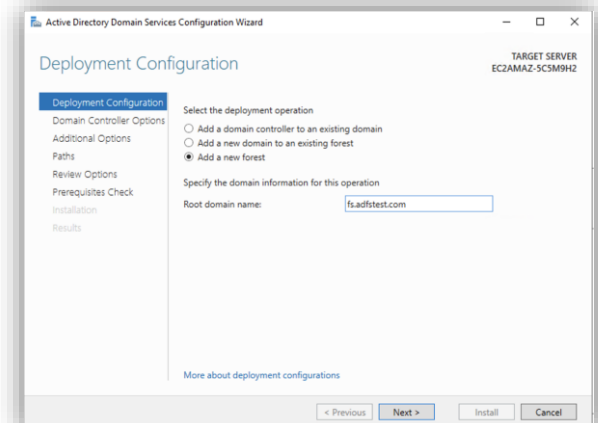 Active Directory Domain Services Configuration Wizard
Deployment Configuration
TARGET SERVER
EC2AMAZ-5C5M9H2
Deployment Configuration
Domain Controller Options
Additional Options
Paths
Review Options
Prerequisites Check
Installation
Results
Select the deployment operation
Add a domain controller to an existing domain
Add a new domain to an existing forest
Add a new forest
Specify the domain information for this operation
Root domain name: fs.adfstest.com
More about deployment configurations
< Previous Next > Install Cancel